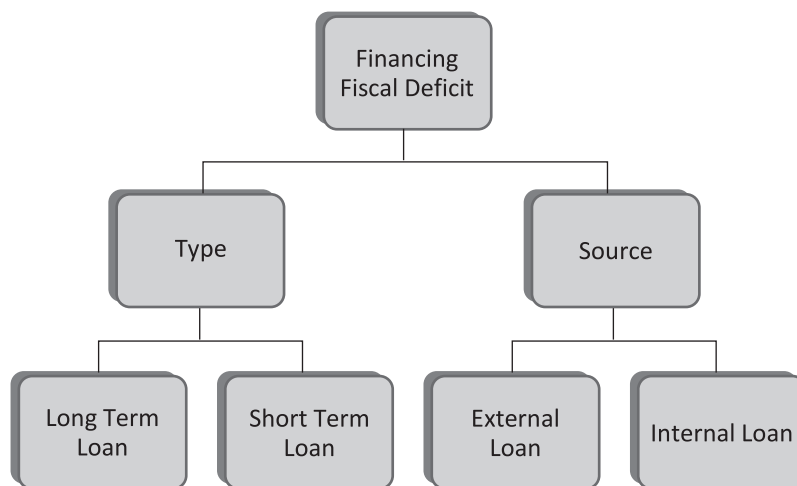 Financing
Fiscal Deficit
Type
Source
Long Term
Loan
Short Term
Loan
External
Loan
Internal Loan